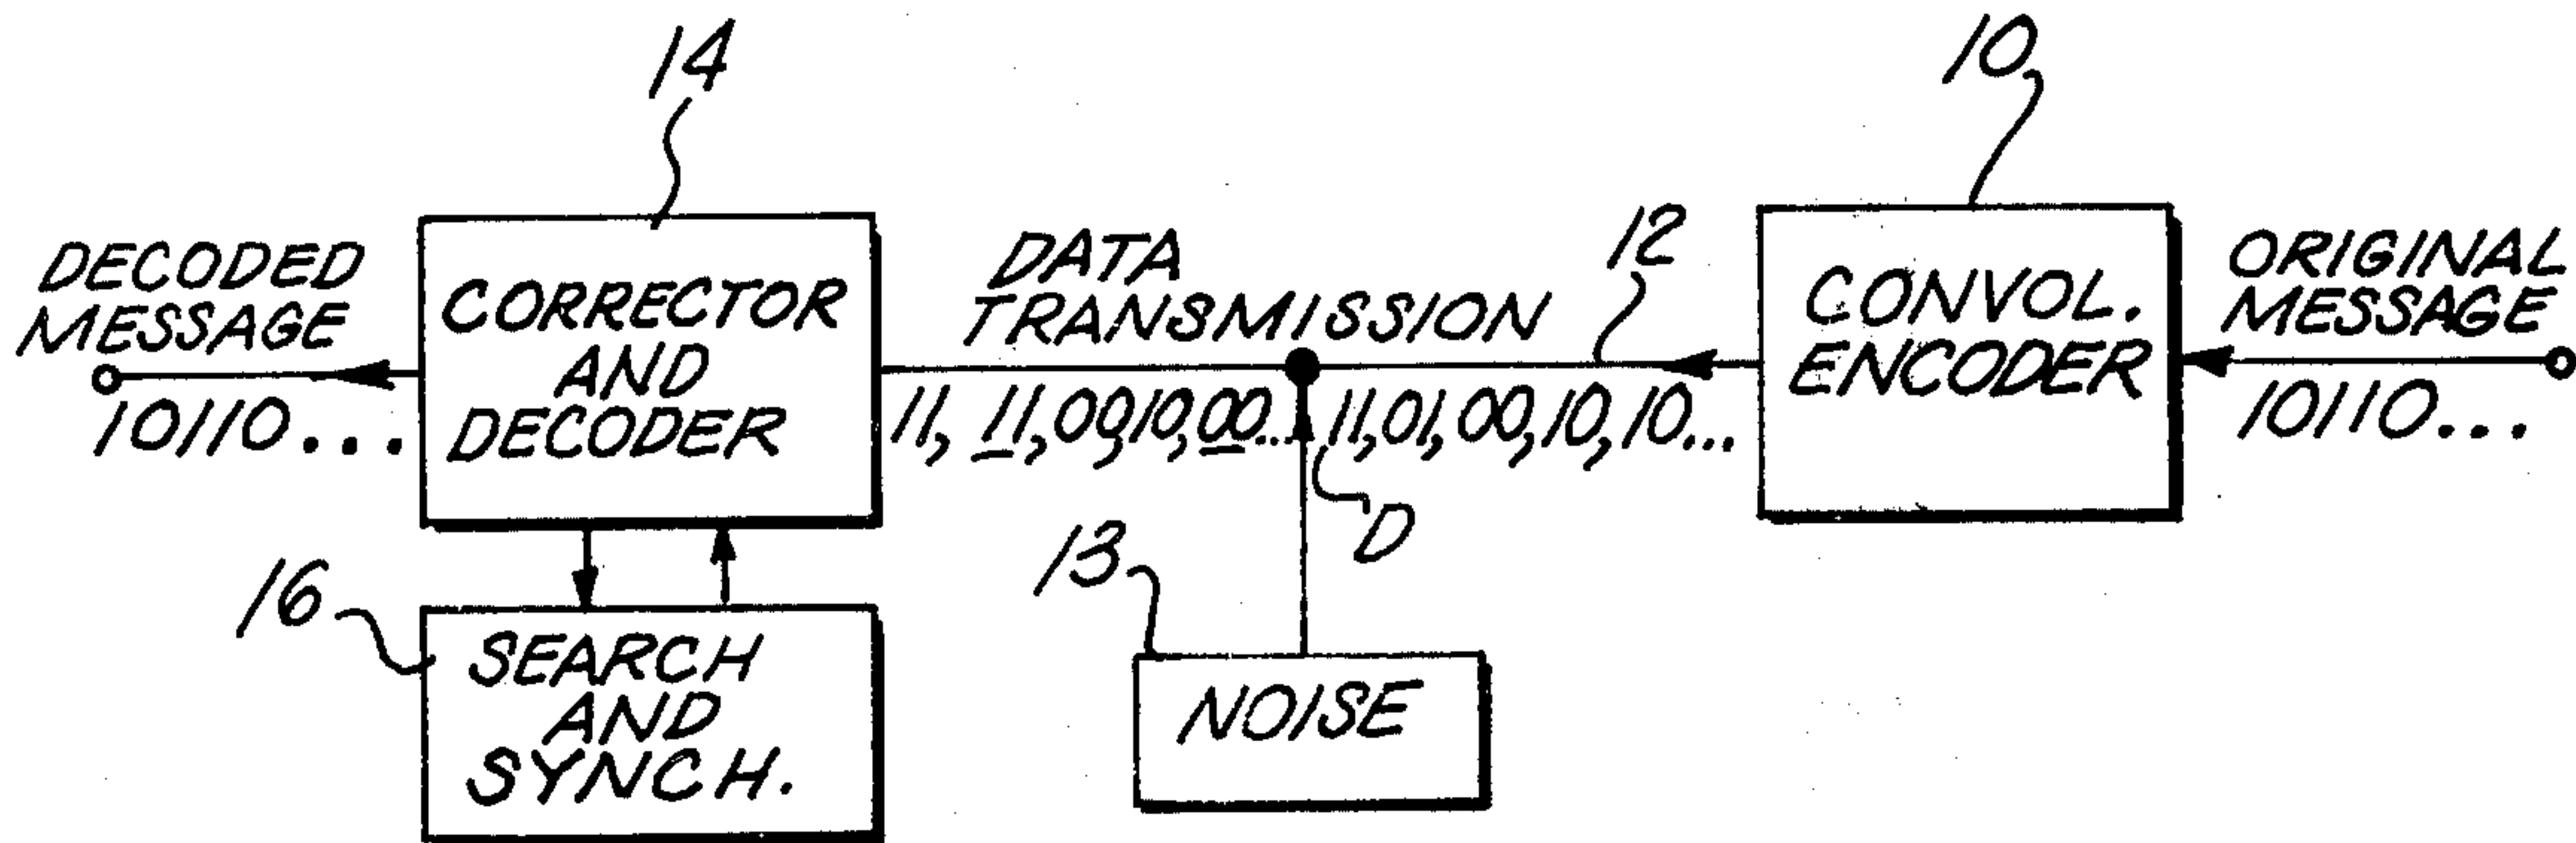 14
10
DECODED
MESSAGE
10110...
CORRECTOR
AND
DECODER
DATA
TRANSMISSION
12
11, 11,00,10,00... 11,01,00,10,10...
D
CONVOL.
ENCODER
ORIGINAL
MESSAGE
10110...
16
SEARCH
AND
SYNCH.
13
NOISE